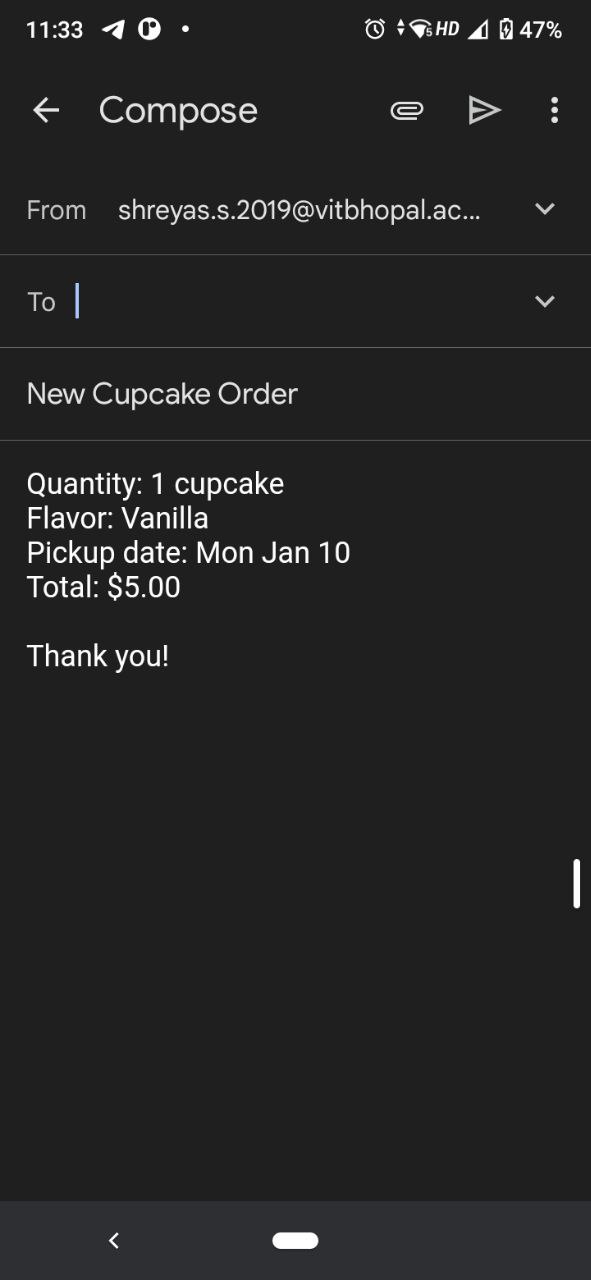 11:33 HD 47%
Compose
From shreyas.s.2019@vitbhopal.ac...
To
New Cupcake Order
Quantity: 1 cupcake
Flavor: Vanilla
Pickup date: Mon Jan 10
Total: $5.00
Thank you!